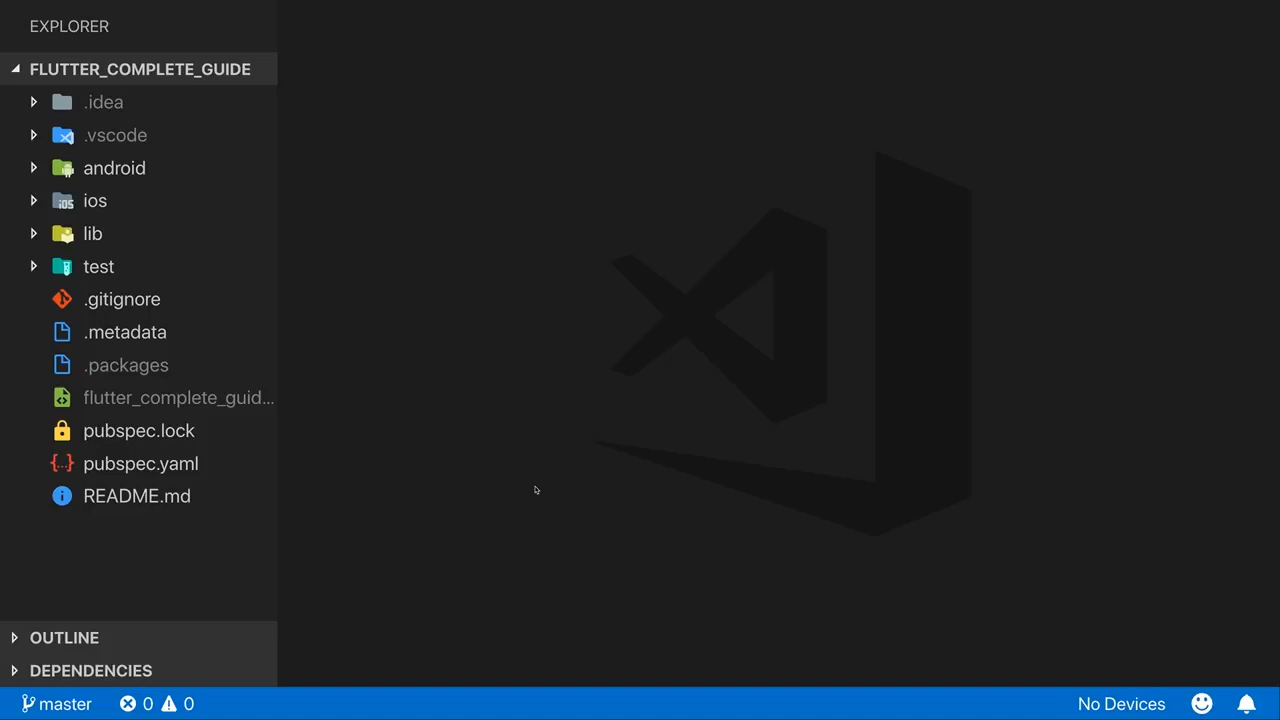 EXPLORER
FLUTTER_COMPLETE_GUIDE
.idea
.vscode
android
ios
lib
test
.gitignore
.metadata
.packages
flutter_complete_guid...
pubspec.lock
pubspec.yaml
README.md
OUTLINE
DEPENDENCIES
master 0 0 No Devices